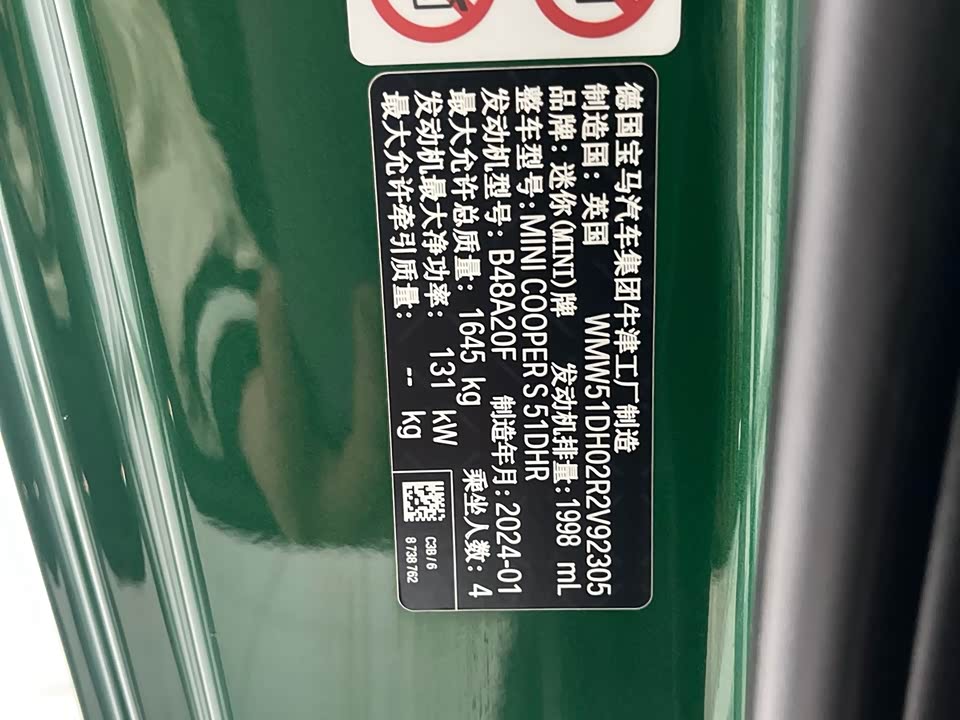 德国宝马汽车集团牛津工厂制造
制造国：英国 WMW51DH02R2V92305
品牌：迷你(MINI)牌 发动机排量：1998 mL
整车型号：MINI COOPER S 51DHR
发动机型号：B48A20F 制造年月：2024-01
最大允许总质量：1645 kg 乘坐人数：4
发动机最大净功率：131 kW
最大允许牵引质量：-- kg
C3B / 6
8 738 762